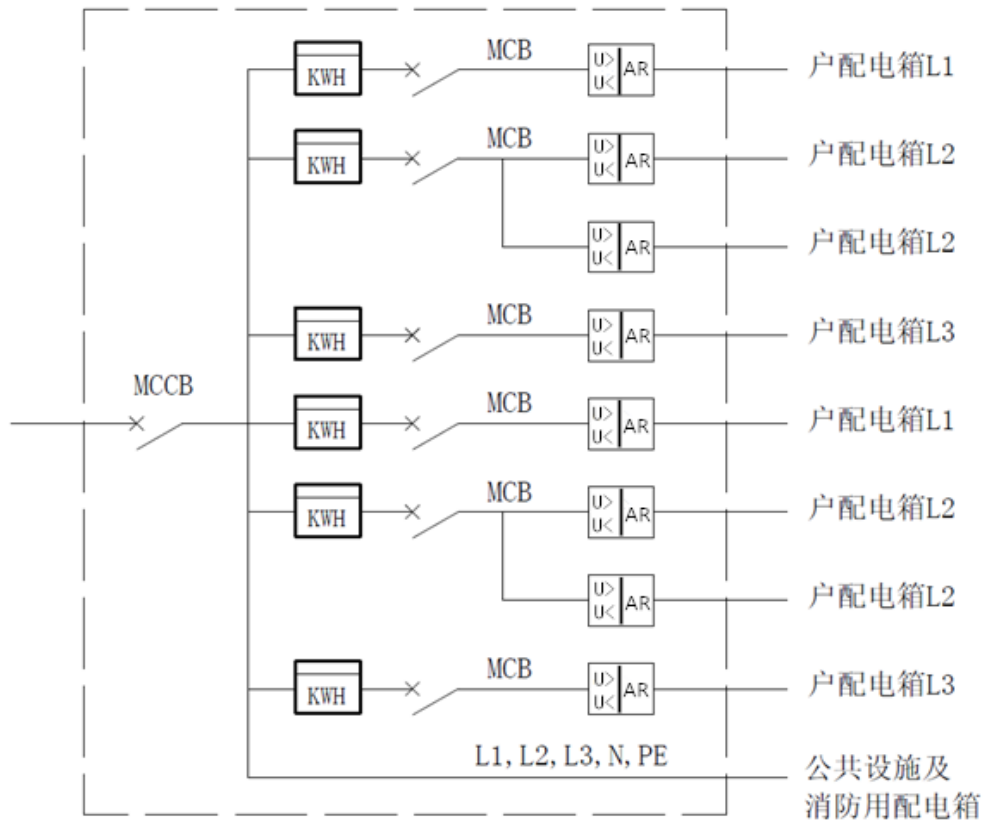 MCB
KWH
U>
U<
AR
户配电箱L1
MCB
KWH
U>
U<
AR
户配电箱L2
U>
U<
AR
户配电箱L2
MCB
KWH
U>
U<
AR
户配电箱L3
MCCB
MCB
KWH
U>
U<
AR
户配电箱L1
MCB
KWH
U>
U<
AR
户配电箱L2
U>
U<
AR
户配电箱L2
MCB
KWH
U>
U<
AR
户配电箱L3
L1, L2, L3, N, PE
公共设施及
消防用配电箱